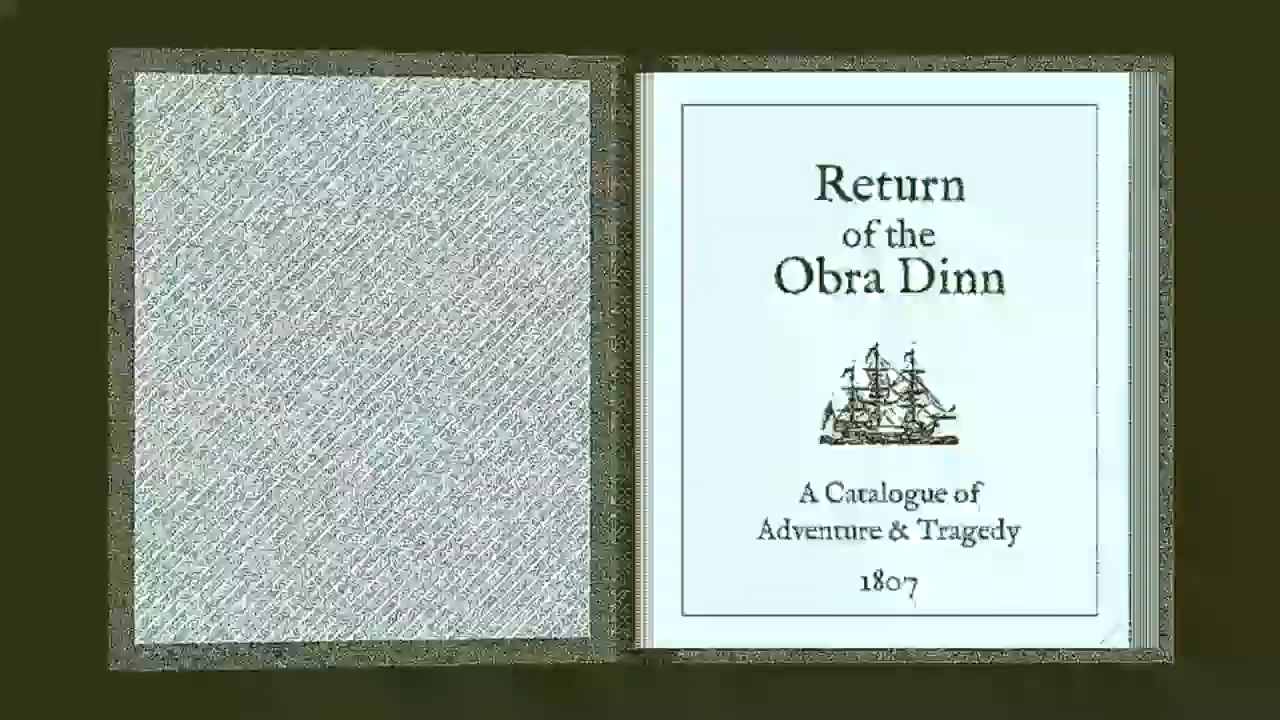 Return
of the
Obra Dinn
A Catalogue of
Adventure & Tragedy
1807